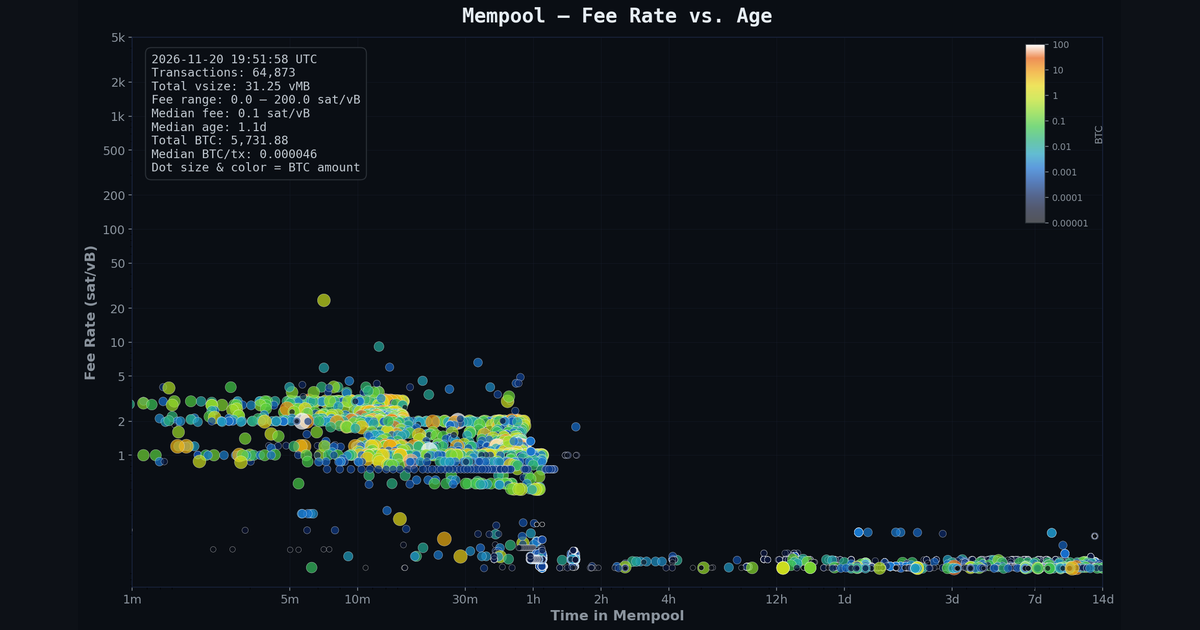 Mempool — Fee Rate vs. Age
2026-11-20 19:51:58 UTC
Transactions: 64,873
Total vsize: 31.25 vMB
Fee range: 0.0 — 200.0 sat/vB
Median fee: 0.1 sat/vB
Median age: 1.1d
Total BTC: 5,731.88
Median BTC/tx: 0.000046
Dot size & color = BTC amount
5k
2k
1k
500
200
100
50
20
10
5
2
1
Fee Rate (sat/vB)
100
10
1
0.1
0.01
0.001
0.0001
0.00001
BTC
1m
5m
10m
30m
1h
2h
4h
12h
1d
3d
7d
14d
Time in Mempool